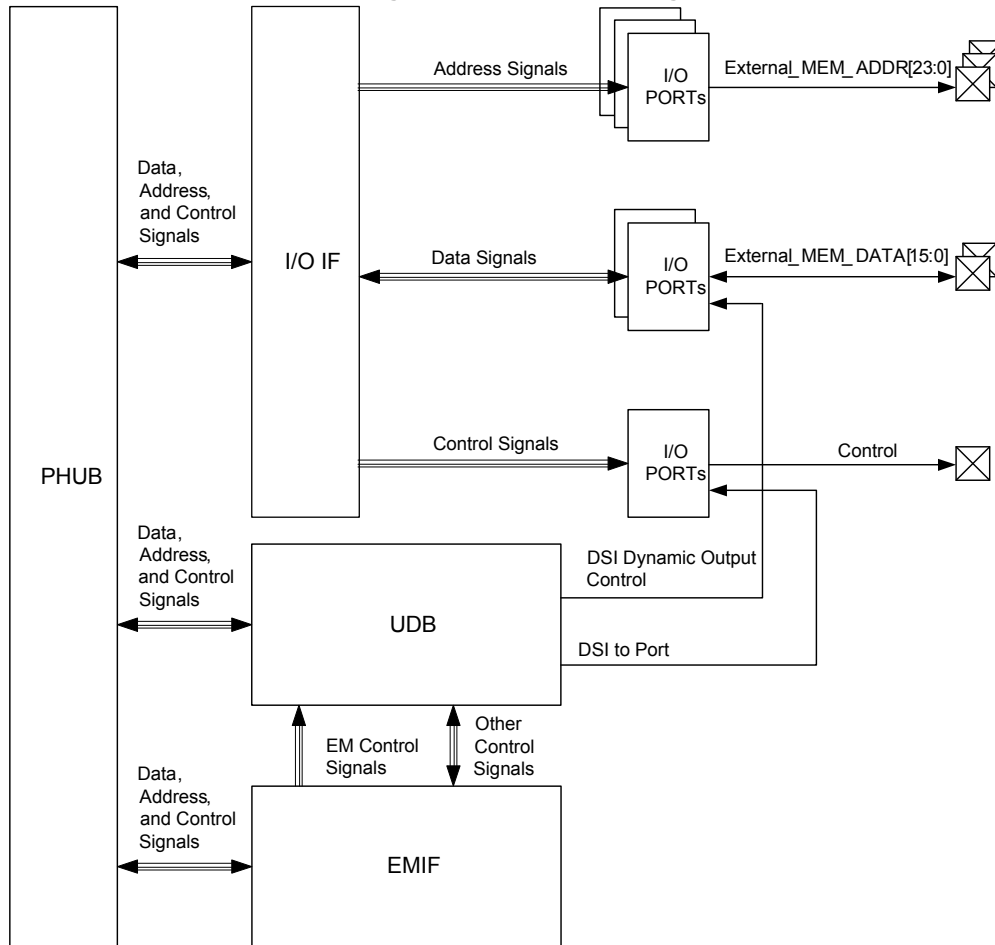 Address Signals
I/O
PORTs
External_MEM_ADDR[23:0]
Data,
Address,
and Control
Signals
I/O IF
Data Signals
I/O
PORTs
External_MEM_DATA[15:0]
Control Signals
I/O
PORTs
Control
PHUB
Data,
Address,
and Control
Signals
UDB
DSI Dynamic Output
Control
DSI to Port
EM Control
Signals
Other
Control
Signals
Data,
Address,
and Control
Signals
EMIF